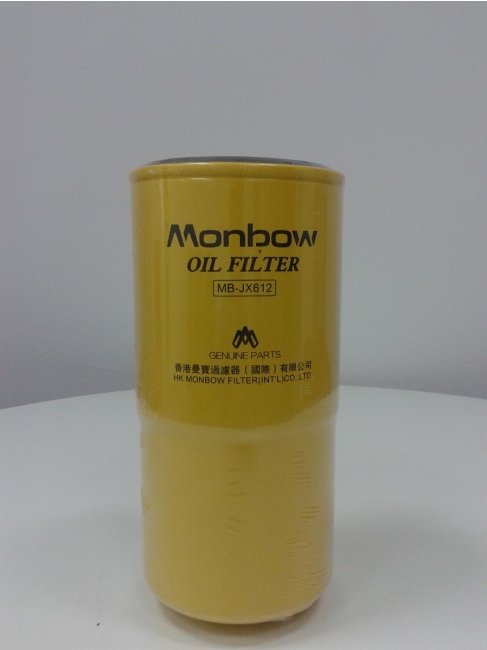 Monbow
OIL FILTER
MB-JX612
GENUINE PARTS
香港曼寶過濾器（國際）有限公司
HK MONBOW FILTER(INT'L)CO.,LTD